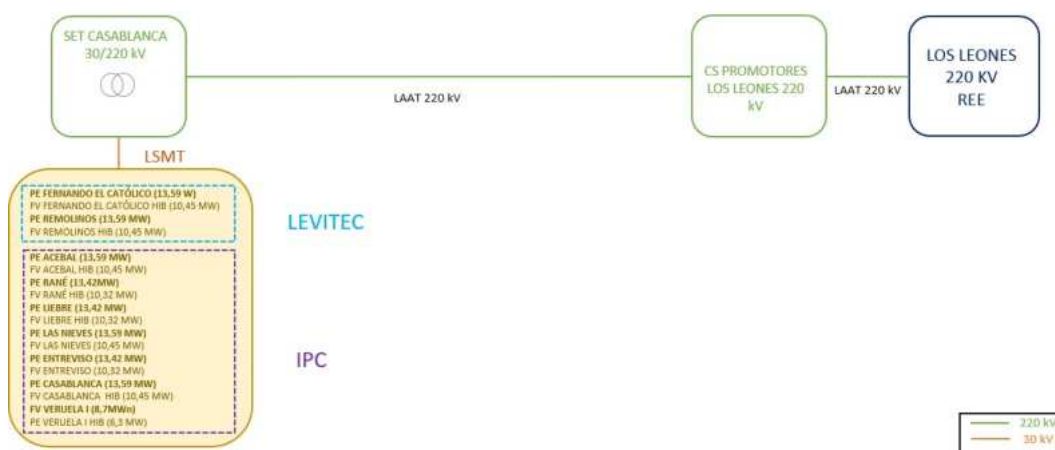 SET CASABLANCA
30/220 kV
LAAT 220 kV
CS PROMOTORES
LOS LEONES 220
kV
LAAT 220 kV
LOS LEONES
220 KV
REE
LSMT
PE FERNANDO EL CATÓLICO (13,59 W)
FV FERNANDO EL CATÓLICO HIB (10,45 MW)
PE REMOLINOS (13,59 MW)
FV REMOLINOS HIB (10,45 MW)
LEVITEC
PE ACEBAL (13,59 MW)
FV ACEBAL HIB (10,45 MW)
PE RANÉ (13,42MW)
FV RANÉ HIB (10,32 MW)
PE LIEBRE (13,42 MW)
FV LIEBRE HIB (10,32 MW)
PE LAS NIEVES (13,59 MW)
FV LAS NIEVES (10,45 MW)
PE ENTREVISO (13,42 MW)
FV ENTREVISO (10,32 MW)
PE CASABLANCA (13,59 MW)
FV CASABLANCA HIB (10,45 MW)
FV VERUELA I (8,7MWn)
PE VERUELA I HIB (6,3 MW)
IPC
220 kV
30 kV